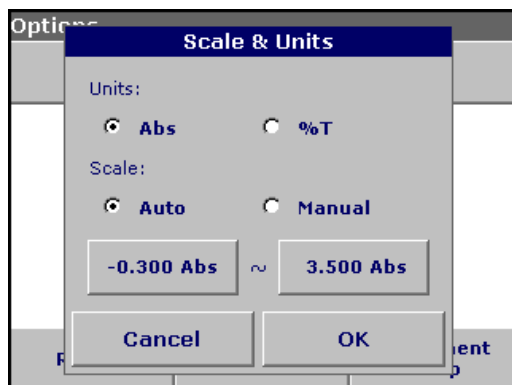 Scale & Units
Units:
Abs %T
Scale:
Auto Manual
-0.300 Abs ~ 3.500 Abs
Cancel OK